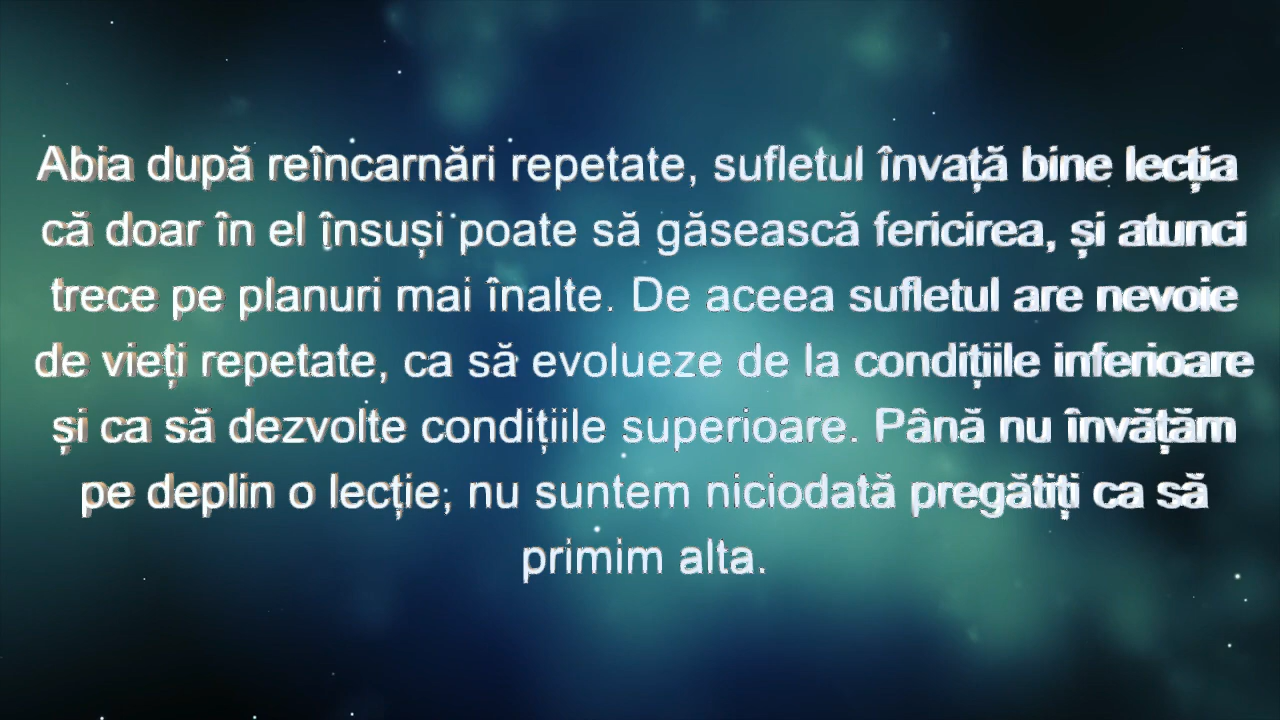 Abia după reîncarnări repetate, sufletul învață bine lecția
că doar în el însuși poate să găsească fericirea, și atunci
trece pe planuri mai înalte. De aceea sufletul are nevoie
de vieți repetate, ca să evolueze de la condițiile inferioare
și ca să dezvolte condițiile superioare. Până nu învățăm
pe deplin o lecție, nu suntem niciodată pregătiți ca să
primim alta.